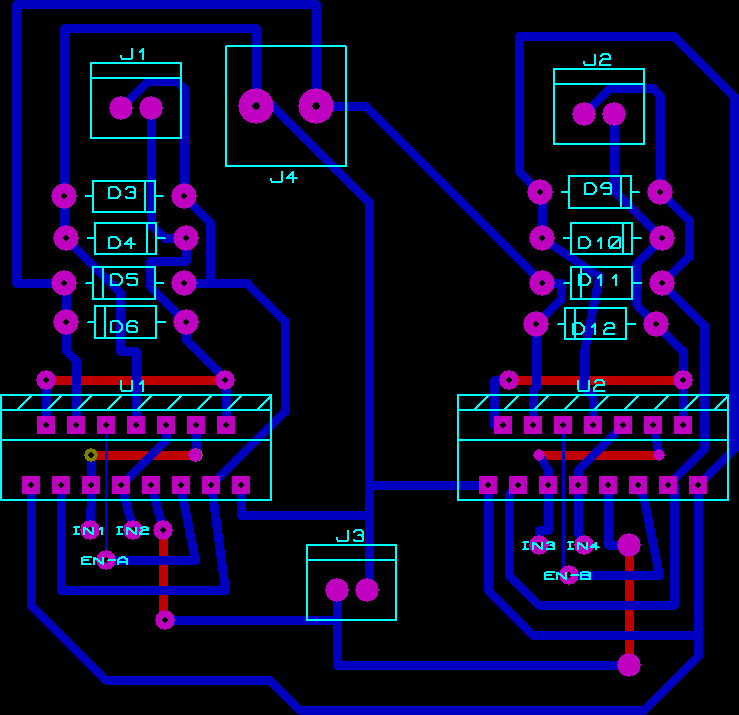 J1
J2
J4
D3
D9
D4
D10
D5
D11
D6
D12
U1
U2
IN1 IN2
J3
IN3 IN4
EN-A
EN-B